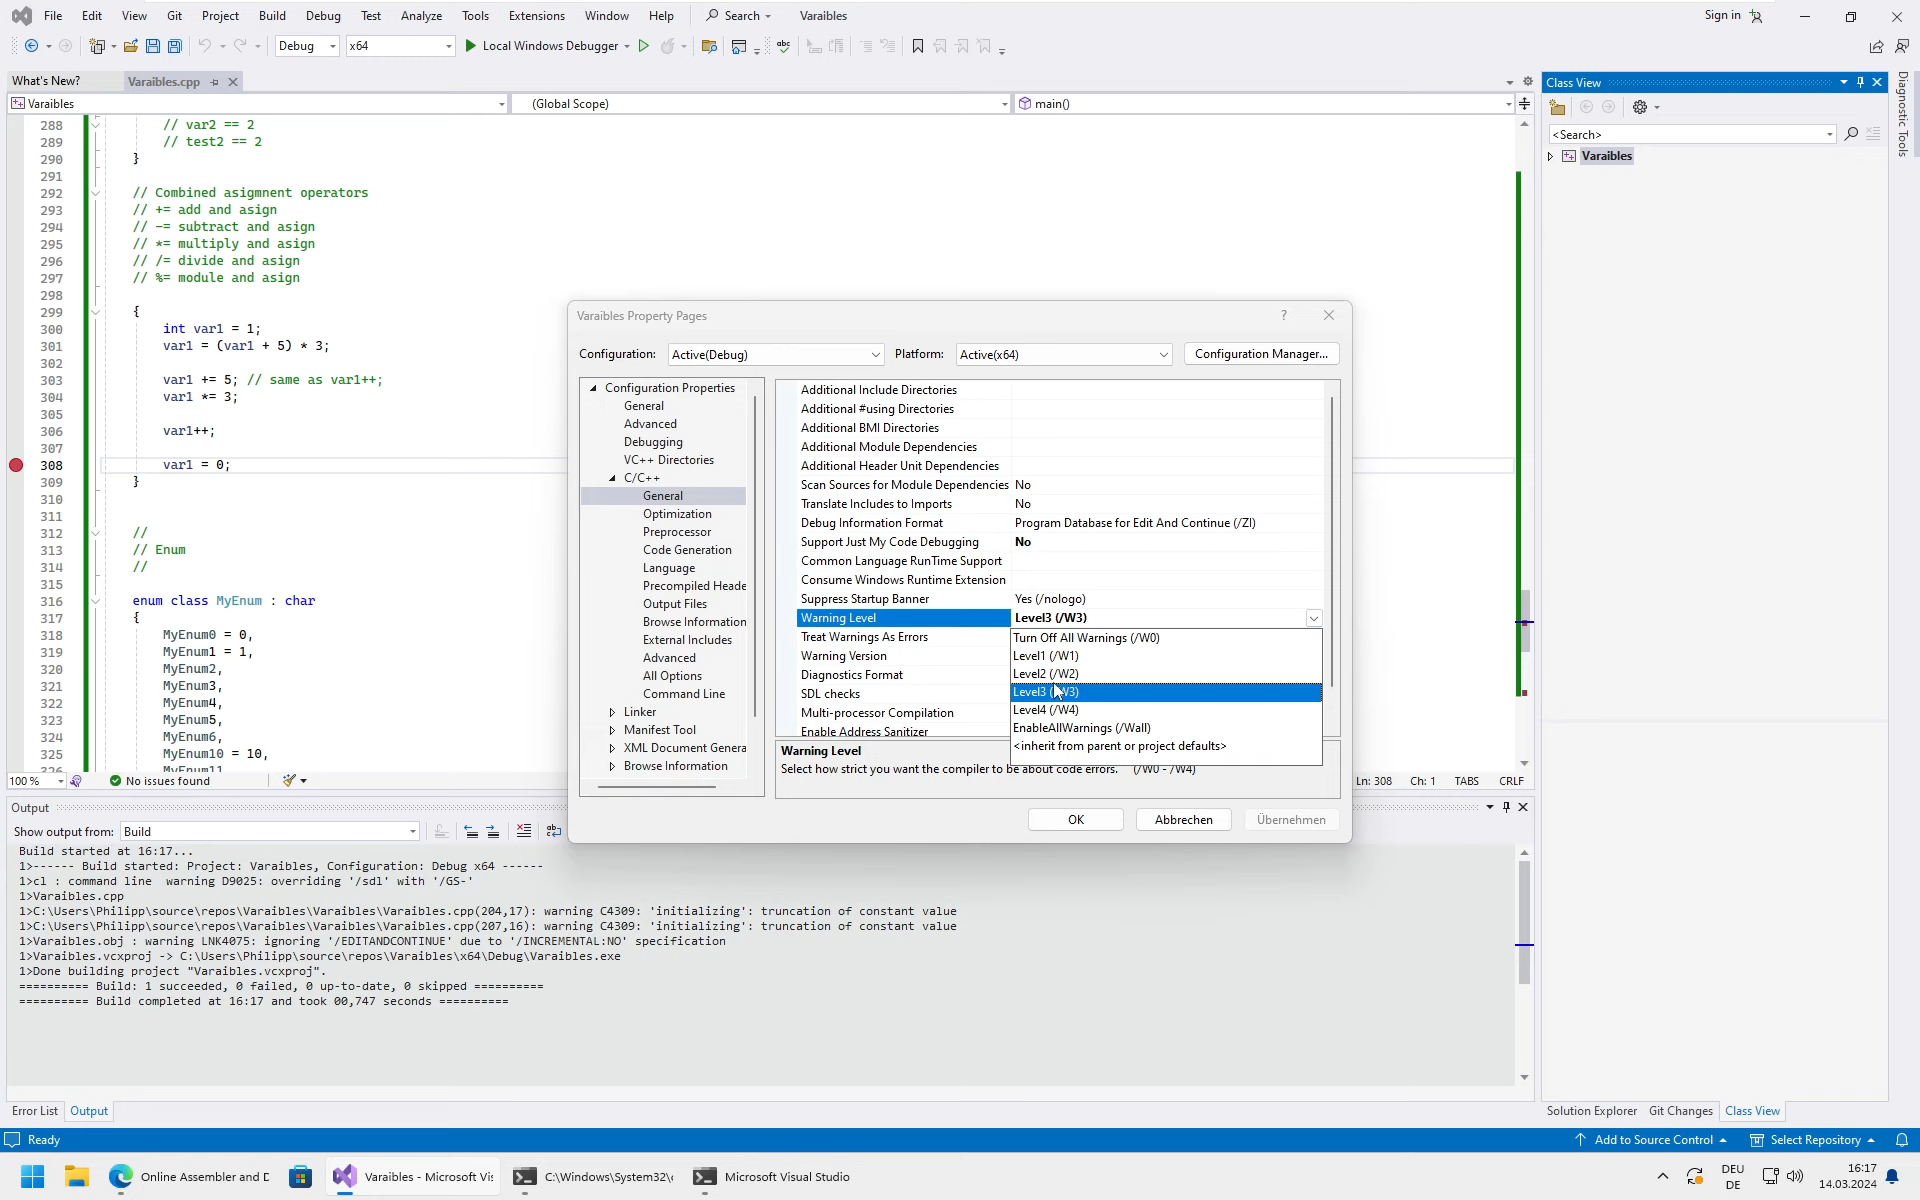 File Edit View Git Project Build Debug Test Analyze Tools Extensions Window Help Search Varaibles Sign in
Debug x64 Local Windows Debugger
What's New? Varaibles.cpp
Varaibles (Global Scope) main()
288 // var2 == 2
289 // test2 == 2
290 }
291
292 // Combined asigmnent operators
293 // += add and asign
294 // -= subtract and asign
295 // *= multiply and asign
296 // /= divide and asign
297 // %= module and asign
298
299 {
300 int var1 = 1;
301 var1 = (var1 + 5) * 3;
302
303 var1 += 5; // same as var1++;
304 var1 *= 3;
305
306 var1++;
307
308 var1 = 0;
309 }
310
311
312 //
313 // Enum
314 //
315
316 enum class MyEnum : char
317 {
318 MyEnum0 = 0,
319 MyEnum1 = 1,
320 MyEnum2,
321 MyEnum3,
322 MyEnum4,
323 MyEnum5,
324 MyEnum6,
325 MyEnum10 = 10,
326 MyEnum11
100 % No issues found Ln: 308 Ch: 1 TABS CRLF
Varaibles Property Pages
Configuration: Active(Debug) Platform: Active(x64) Configuration Manager...
Configuration Properties
General
Advanced
Debugging
VC++ Directories
C/C++
General
Optimization
Preprocessor
Code Generation
Language
Precompiled Heade
Output Files
Browse Information
External Includes
Advanced
All Options
Command Line
Linker
Manifest Tool
XML Document Genera
Browse Information
Additional Include Directories
Additional #using Directories
Additional BMI Directories
Additional Module Dependencies
Additional Header Unit Dependencies
Scan Sources for Module Dependencies No
Translate Includes to Imports No
Debug Information Format Program Database for Edit And Continue (/ZI)
Support Just My Code Debugging No
Common Language RunTime Support
Consume Windows Runtime Extension
Suppress Startup Banner Yes (/nologo)
Warning Level Level3 (/W3)
Treat Warnings As Errors
Warning Version
Diagnostics Format
SDL checks
Multi-processor Compilation
Enable Address Sanitizer
Turn Off All Warnings (/W0)
Level1 (/W1)
Level2 (/W2)
Level3 (/W3)
Level4 (/W4)
EnableAllWarnings (/Wall)
<inherit from parent or project defaults>
Warning Level
Select how strict you want the compiler to be about code errors. (/W0 - /W4)
OK Abbrechen Übernehmen
Class View
<Search>
Varaibles
Diagnostic Tools
Output
Show output from: Build
Build started at 16:17...
1>------ Build started: Project: Varaibles, Configuration: Debug x64 ------
1>cl : command line warning D9025: overriding '/sdl' with '/GS-'
1>Varaibles.cpp
1>C:\Users\Philipp\source\repos\Varaibles\Varaibles\Varaibles.cpp(204,17): warning C4309: 'initializing': truncation of constant value
1>C:\Users\Philipp\source\repos\Varaibles\Varaibles\Varaibles.cpp(207,16): warning C4309: 'initializing': truncation of constant value
1>Varaibles.obj : warning LNK4075: ignoring '/EDITANDCONTINUE' due to '/INCREMENTAL:NO' specification
1>Varaibles.vcxproj -> C:\Users\Philipp\source\repos\Varaibles\x64\Debug\Varaibles.exe
1>Done building project "Varaibles.vcxproj".
========== Build: 1 succeeded, 0 failed, 0 up-to-date, 0 skipped ==========
========== Build completed at 16:17 and took 00,747 seconds ==========
Error List Output
Solution Explorer Git Changes Class View
Ready Add to Source Control Select Repository
Online Assembler and D Varaibles - Microsoft Vis C:\Windows\System32\c Microsoft Visual Studio
DEU
DE
16:17
14.03.2024